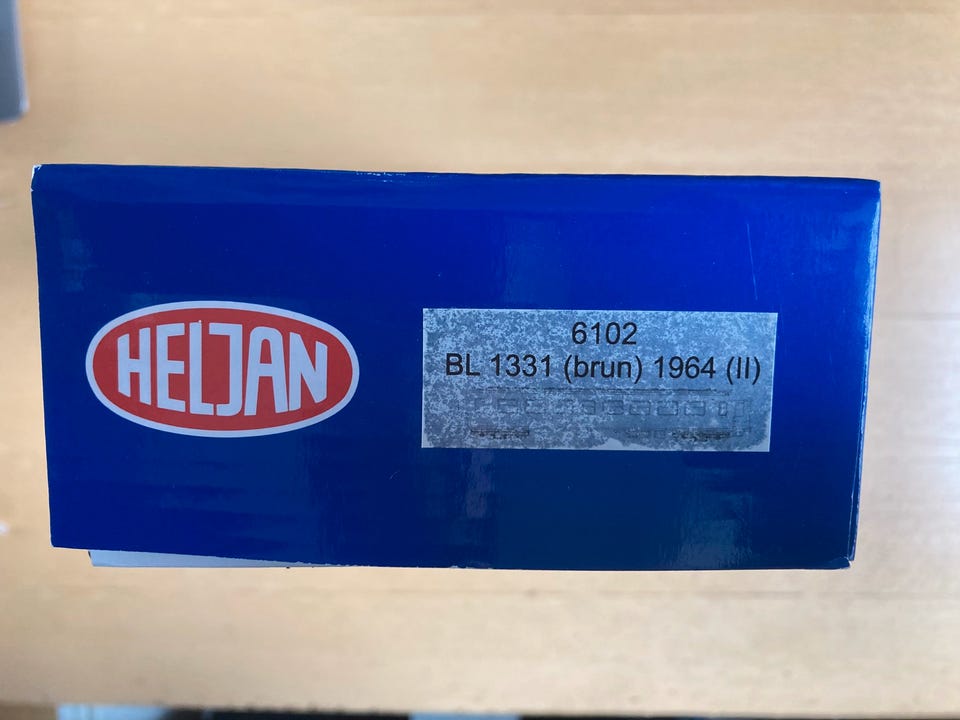 HELJAN
6102
BL 1331 (brun) 1964 (II)